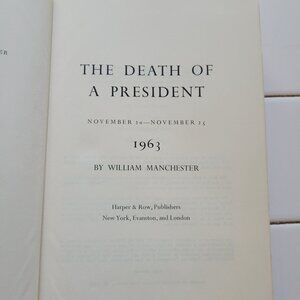 THE DEATH OF
A PRESIDENT
NOVEMBER 20—NOVEMBER 25
1963
BY WILLIAM MANCHESTER
Harper & Row, Publishers
New York, Evanston, and London